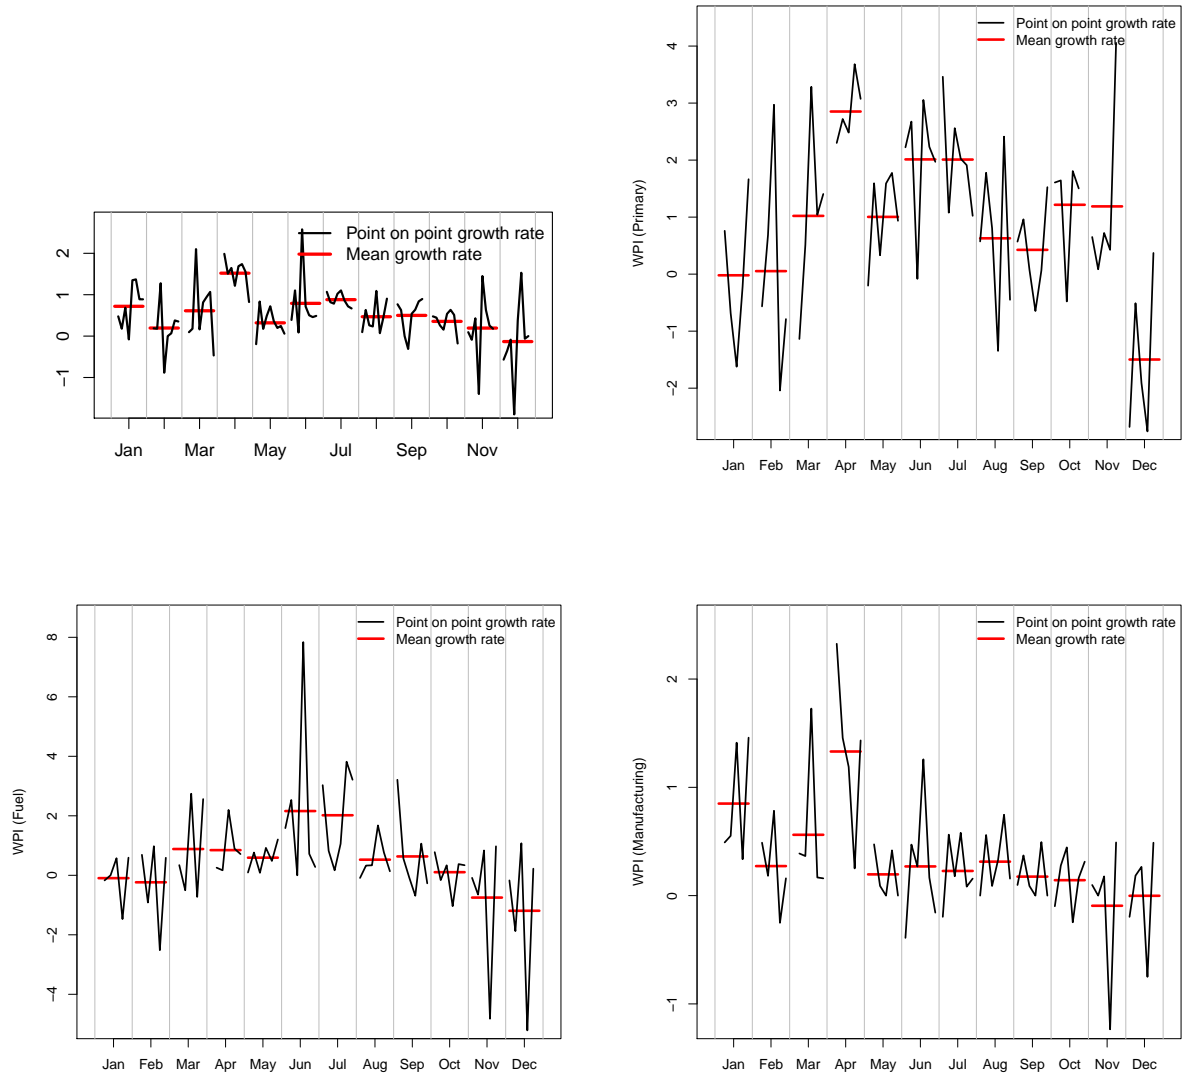 Point on point growth rate
Mean growth rate
2
1
0
−1
Jan Mar May Jul Sep Nov
Point on point growth rate
Mean growth rate
WPI (Primary)
4
3
2
1
0
−1
−2
Jan Feb Mar Apr May Jun Jul Aug Sep Oct Nov Dec
Point on point growth rate
Mean growth rate
WPI (Fuel)
8
6
4
2
0
−2
−4
Jan Feb Mar Apr May Jun Jul Aug Sep Oct Nov Dec
Point on point growth rate
Mean growth rate
WPI (Manufacturing)
2
1
0
−1
Jan Feb Mar Apr May Jun Jul Aug Sep Oct Nov Dec